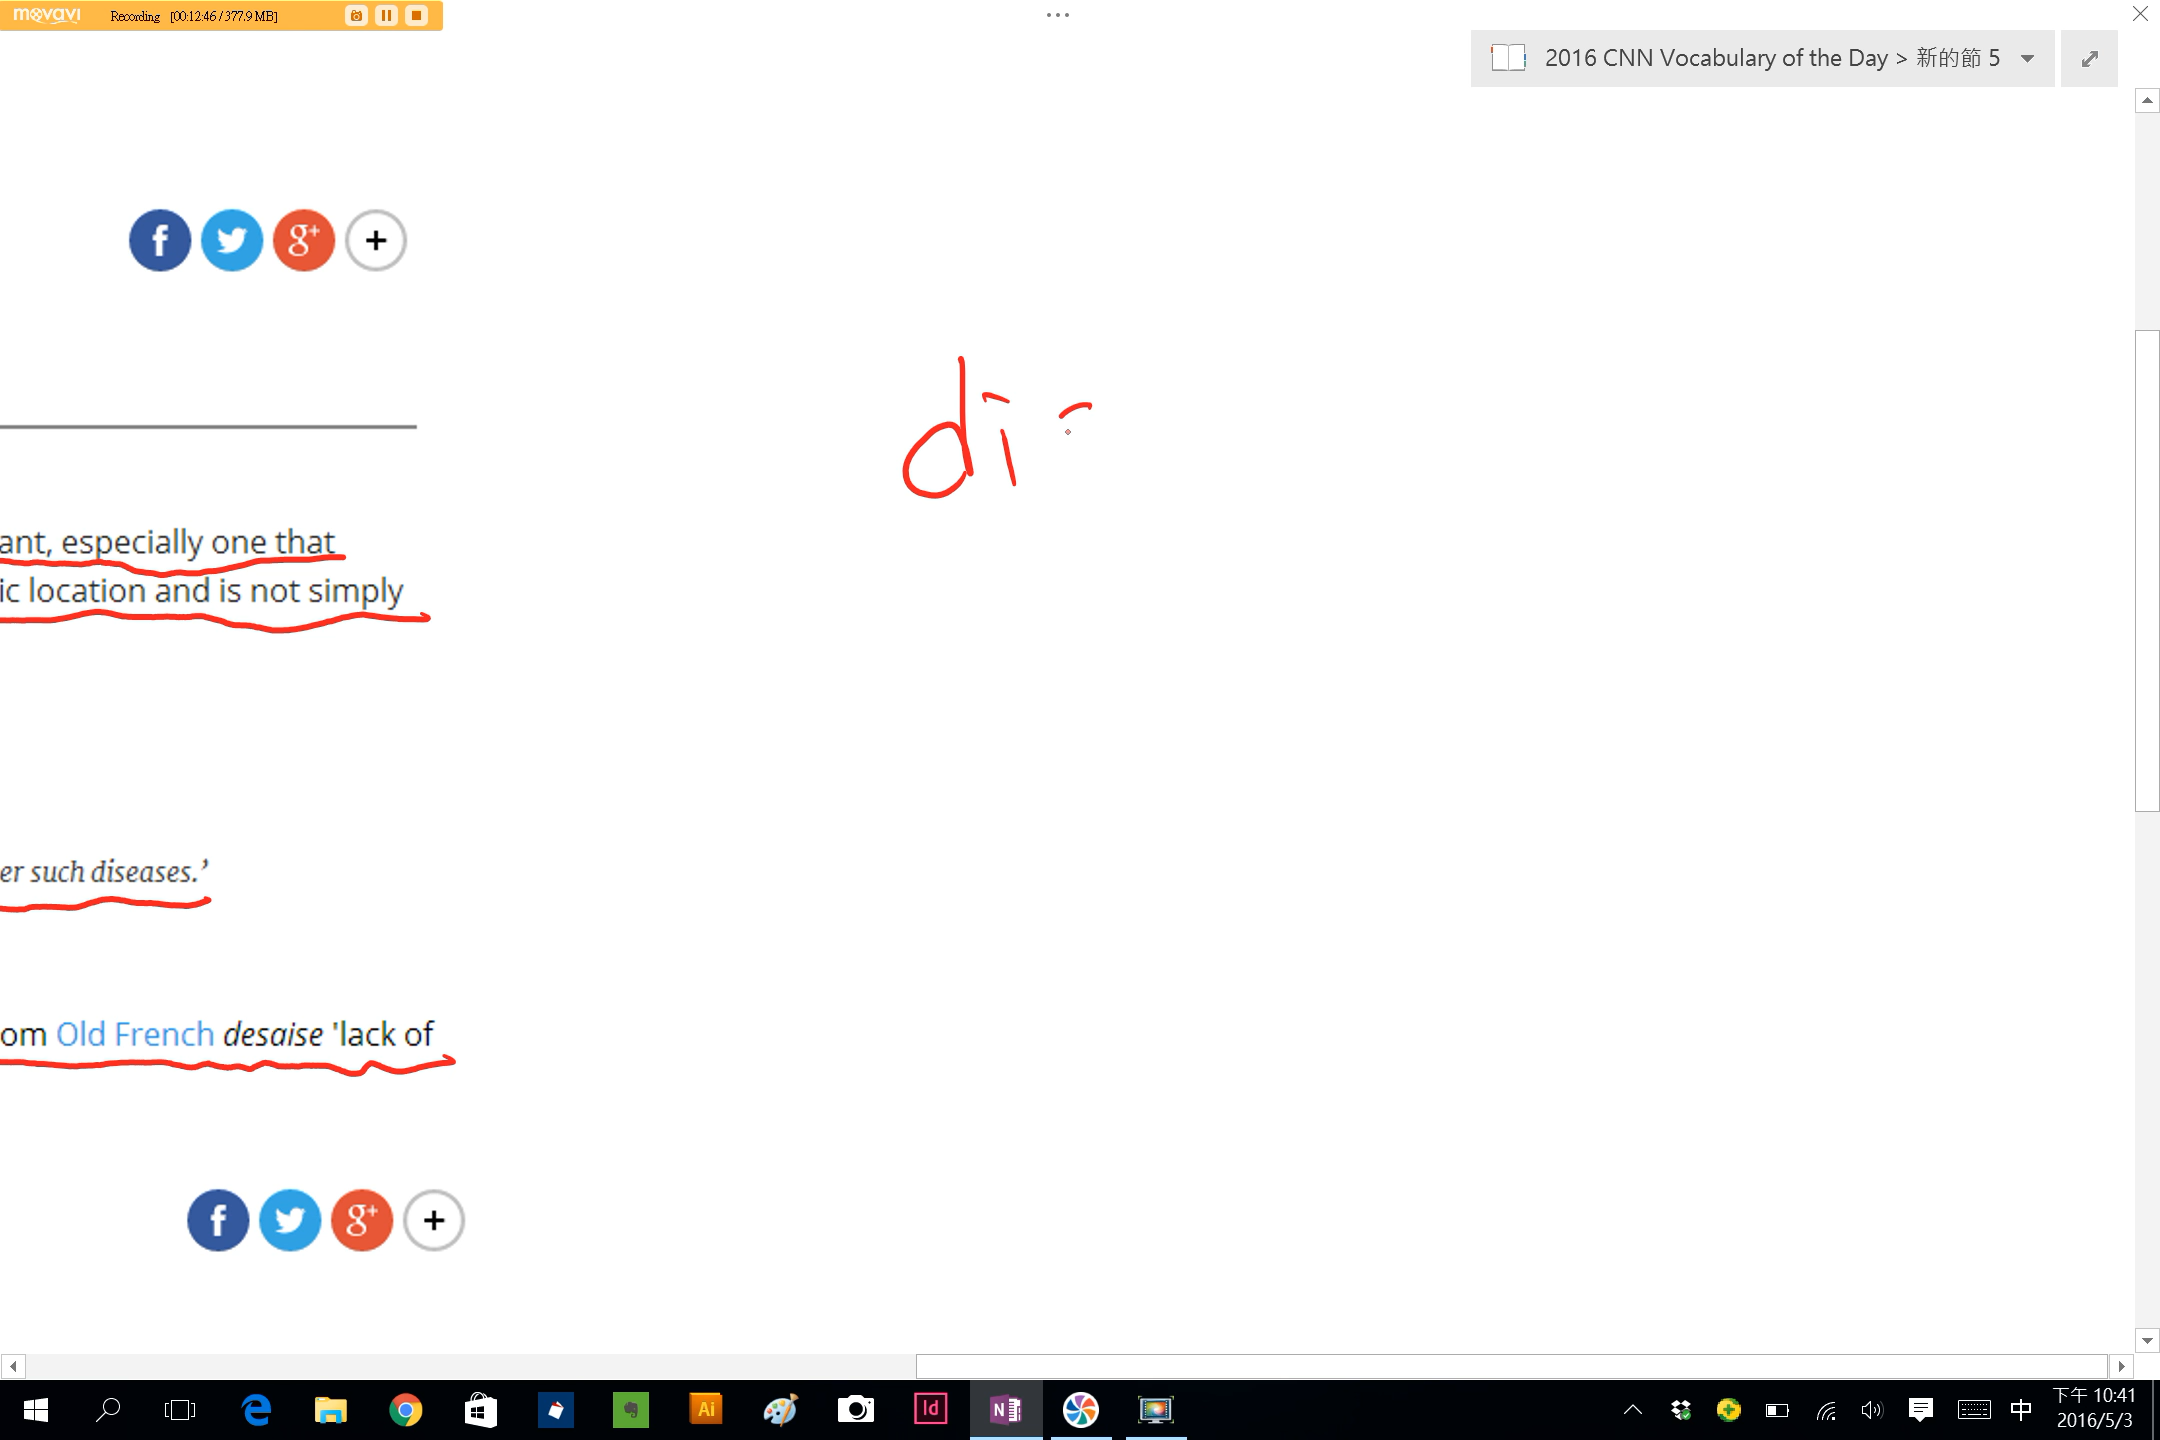 movavi Recording [00:12:46 / 377.9 MB]
2016 CNN Vocabulary of the Day > 新的節 5
di
ant, especially one that
ic location and is not simply
er such diseases.’
om Old French desaise 'lack of
下午 10:41
中
2016/5/3